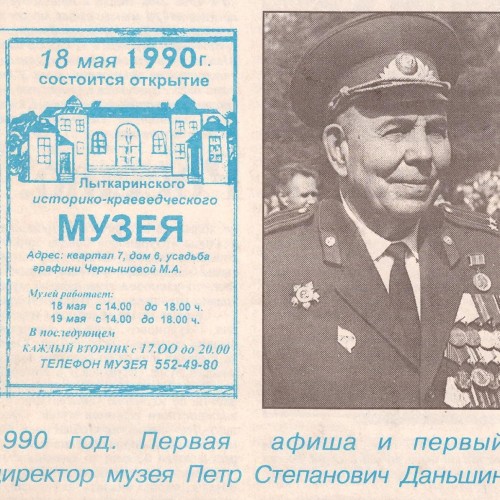 18 мая 1990г.
состоится открытие
Лыткаринского
историко-краеведческого
МУЗЕЯ
Адрес: квартал 7, дом 6, усадьба
графини Чернышовой М.А.
Музей работает:
18 мая с 14.00 до 18.00 ч.
19 мая с 14.00 до 18.00 ч.
В последующем
КАЖДЫЙ ВТОРНИК с 17.00 до 20.00
ТЕЛЕФОН МУЗЕЯ 552-49-80
990 год. Первая афиша и первый
директор музея Петр Степанович Даньшин